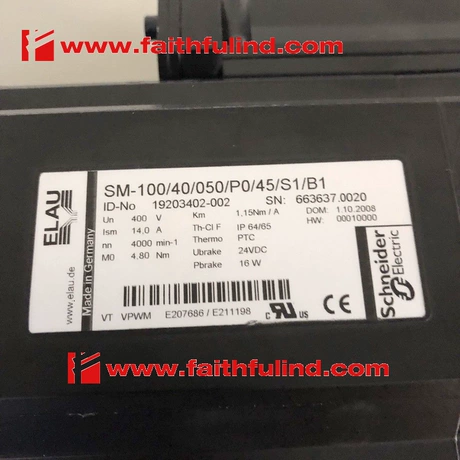 www.faithfulind.com
SM-100/40/050/P0/45/S1/B1
ID-No 19203402-002 SN: 663637.0020
Un 400 V Km 1,15Nm / A DOM: 1.10.2008
Ism 14,0 A Th-Cl F IP 64/65 HW: 00010000
nn 4000 min-1 Thermo PTC
M0 4,80 Nm Ubrake 24VDC
Pbrake 16 W
VT VPWM E207686 / E211198 c UL US CE
ELAU
www.elau.de
Made in Germany
Schneider
Electric
www.faithfulind.com